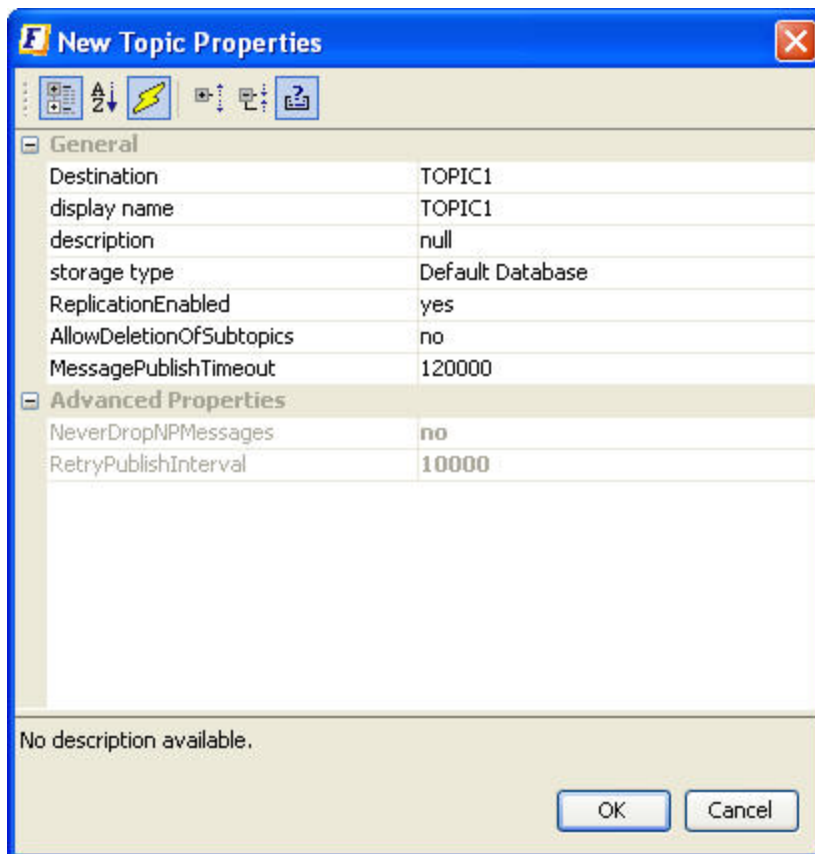 New Topic Properties
General
Destination TOPIC1
display name TOPIC1
description null
storage type Default Database
ReplicationEnabled yes
AllowDeletionOfSubtopics no
MessagePublishTimeout 120000
Advanced Properties
NeverDropNPMessages no
RetryPublishInterval 10000
No description available.
OK Cancel